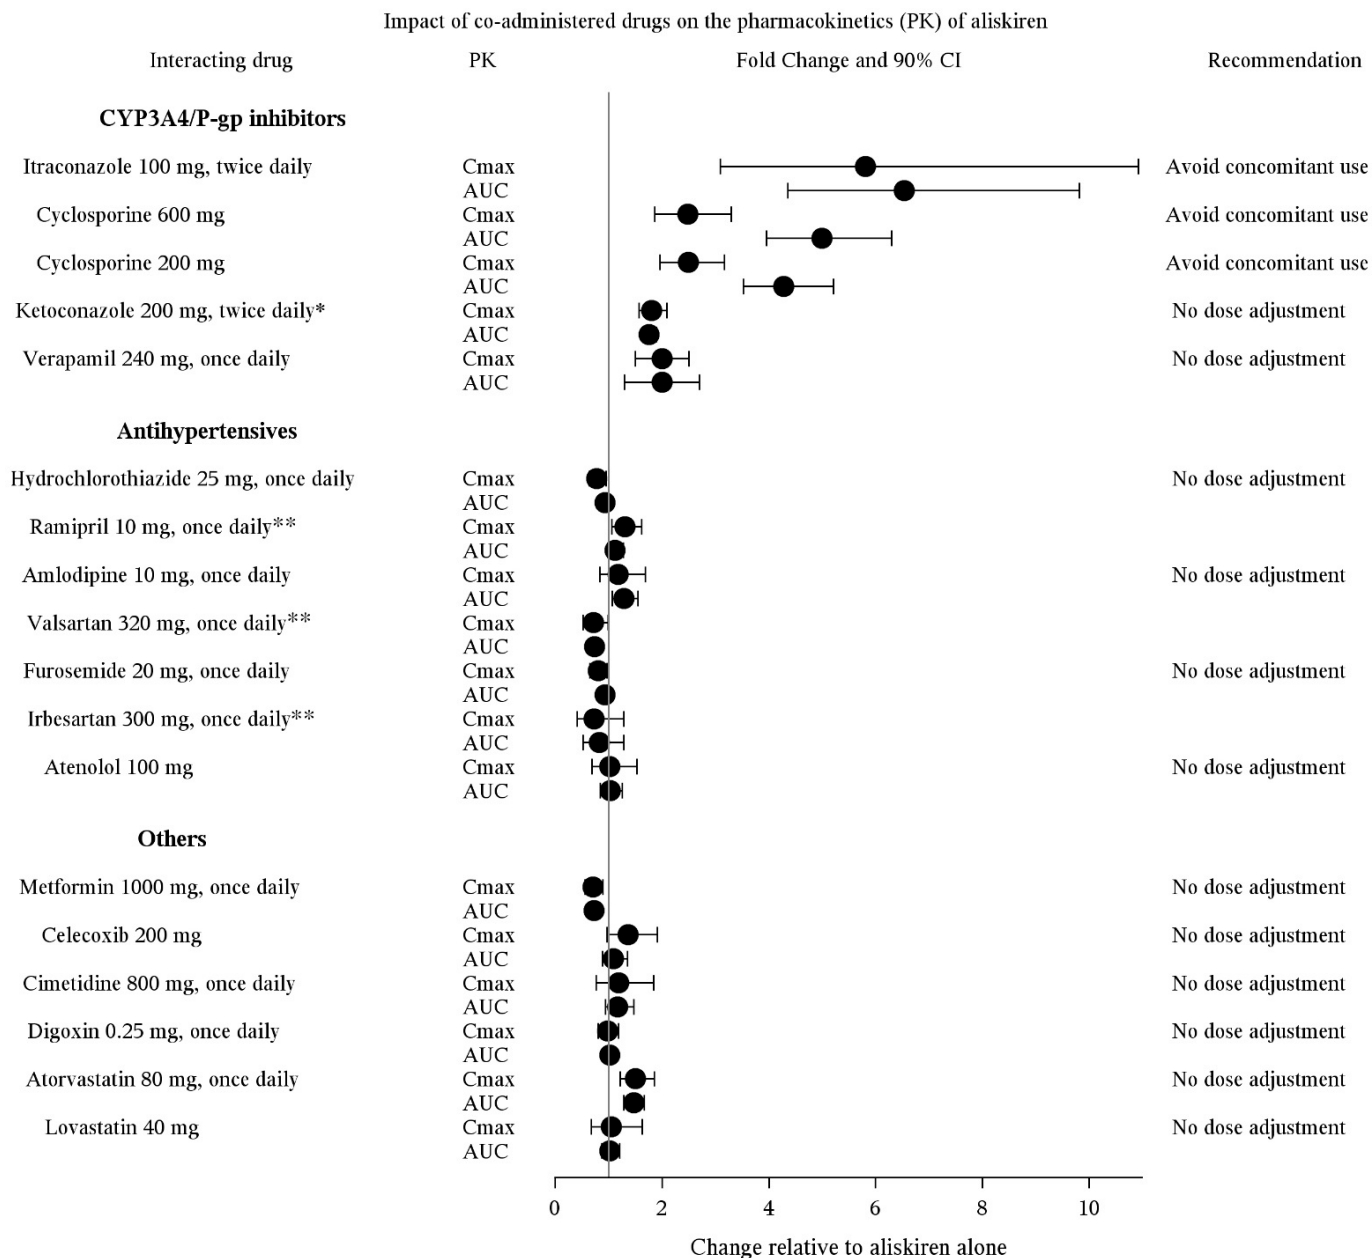 Impact of co-administered drugs on the pharmacokinetics (PK) of aliskiren
Interacting drug PK Fold Change and 90% CI Recommendation
CYP3A4/P-gp inhibitors
Itraconazole 100 mg, twice daily Cmax Avoid concomitant use
AUC
Cyclosporine 600 mg Cmax Avoid concomitant use
AUC
Cyclosporine 200 mg Cmax Avoid concomitant use
AUC
Ketoconazole 200 mg, twice daily* Cmax No dose adjustment
AUC
Verapamil 240 mg, once daily Cmax No dose adjustment
AUC
Antihypertensives
Hydrochlorothiazide 25 mg, once daily Cmax No dose adjustment
AUC
Ramipril 10 mg, once daily** Cmax
AUC
Amlodipine 10 mg, once daily Cmax No dose adjustment
AUC
Valsartan 320 mg, once daily** Cmax
AUC
Furosemide 20 mg, once daily Cmax No dose adjustment
AUC
Irbesartan 300 mg, once daily** Cmax
AUC
Atenolol 100 mg Cmax No dose adjustment
AUC
Others
Metformin 1000 mg, once daily Cmax No dose adjustment
AUC
Celecoxib 200 mg Cmax No dose adjustment
AUC
Cimetidine 800 mg, once daily Cmax No dose adjustment
AUC
Digoxin 0.25 mg, once daily Cmax No dose adjustment
AUC
Atorvastatin 80 mg, once daily Cmax No dose adjustment
AUC
Lovastatin 40 mg Cmax No dose adjustment
AUC
0 2 4 6 8 10
Change relative to aliskiren alone